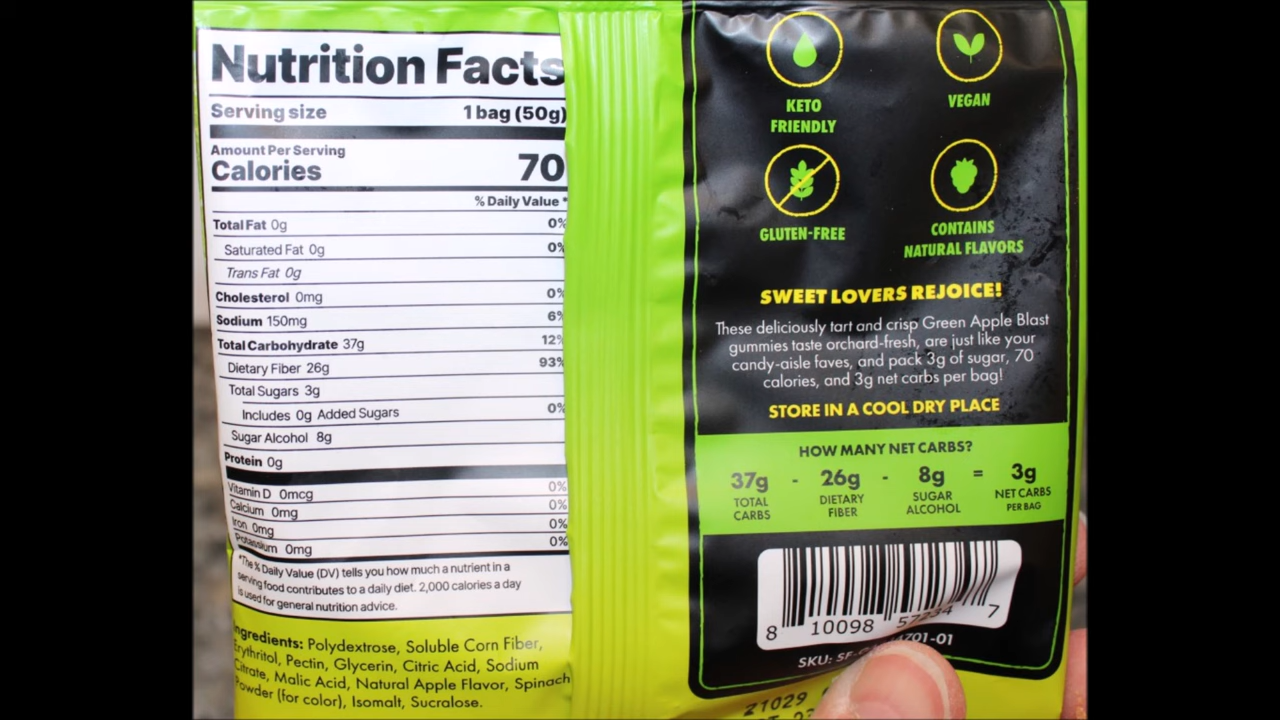 Nutrition Facts
Serving size 1 bag (50g)
Amount Per Serving
Calories 70
% Daily Value *
Total Fat 0g 0%
Saturated Fat 0g 0%
Trans Fat 0g
Cholesterol 0mg 0%
Sodium 150mg 6%
Total Carbohydrate 37g 12%
Dietary Fiber 26g 93%
Total Sugars 3g
Includes 0g Added Sugars 0%
Sugar Alcohol 8g
Protein 0g
Vitamin D 0mcg 0%
Calcium 0mg 0%
Iron 0mg 0%
Potassium 0mg 0%
*The % Daily Value (DV) tells you how much a nutrient in a
serving food contributes to a daily diet. 2,000 calories a day
is used for general nutrition advice.
Ingredients: Polydextrose, Soluble Corn Fiber,
Erythritol, Pectin, Glycerin, Citric Acid, Sodium
Citrate, Malic Acid, Natural Apple Flavor, Spinach
Powder (for color), Isomalt, Sucralose.
KETO
FRIENDLY
VEGAN
GLUTEN-FREE
CONTAINS
NATURAL FLAVORS
SWEET LOVERS REJOICE!
These deliciously tart and crisp Green Apple Blast
gummies taste orchard-fresh, are just like your
candy-aisle faves, and pack 3g of sugar, 70
calories, and 3g net carbs per bag!
STORE IN A COOL DRY PLACE
HOW MANY NET CARBS?
37g - 26g - 8g = 3g
TOTAL CARBS
DIETARY FIBER
SUGAR ALCOHOL
NET CARBS PER BAG
8 10098 57234 7
SKU:
21029